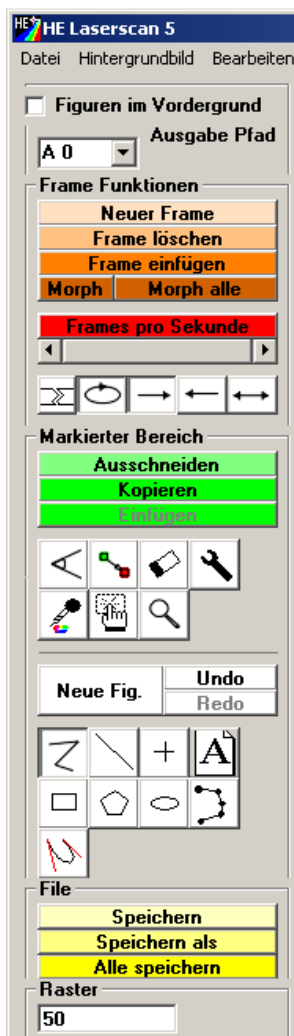 HE HE Laserscan 5
Datei Hintergrundbild Bearbeiten
Figuren im Vordergrund
A 0 Ausgabe Pfad
Frame Funktionen
Neuer Frame
Frame löschen
Frame einfügen
Morph Morph alle
Frames pro Sekunde
Markierter Bereich
Ausschneiden
Kopieren
Einfügen
Neue Fig. Undo
Redo
A
File
Speichern
Speichern als
Alle speichern
Raster
50